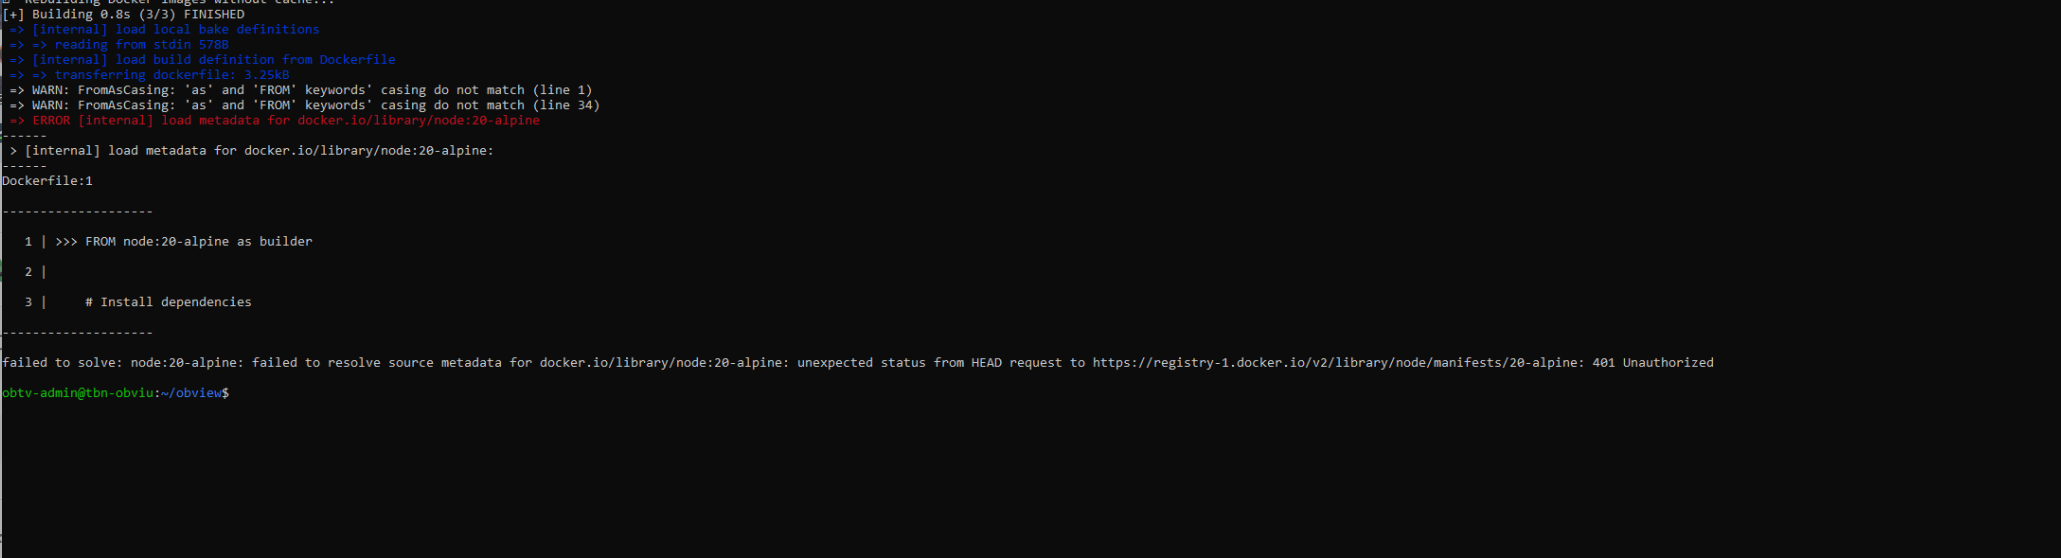 Rebuilding Docker images without cache...
[+] Building 0.8s (3/3) FINISHED
=> [internal] load local bake definitions
=> => reading from stdin 578B
=> [internal] load build definition from Dockerfile
=> => transferring dockerfile: 3.25kB
=> WARN: FromAsCasing: 'as' and 'FROM' keywords' casing do not match (line 1)
=> WARN: FromAsCasing: 'as' and 'FROM' keywords' casing do not match (line 34)
=> ERROR [internal] load metadata for docker.io/library/node:20-alpine
------
> [internal] load metadata for docker.io/library/node:20-alpine:
------
Dockerfile:1
--------------------
1 | >>> FROM node:20-alpine as builder
2 |
3 |     # Install dependencies
--------------------
failed to solve: node:20-alpine: failed to resolve source metadata for docker.io/library/node:20-alpine: unexpected status from HEAD request to https://registry-1.docker.io/v2/library/node/manifests/20-alpine: 401 Unauthorized
obtv-admin@tbn-obviu:~/obview$